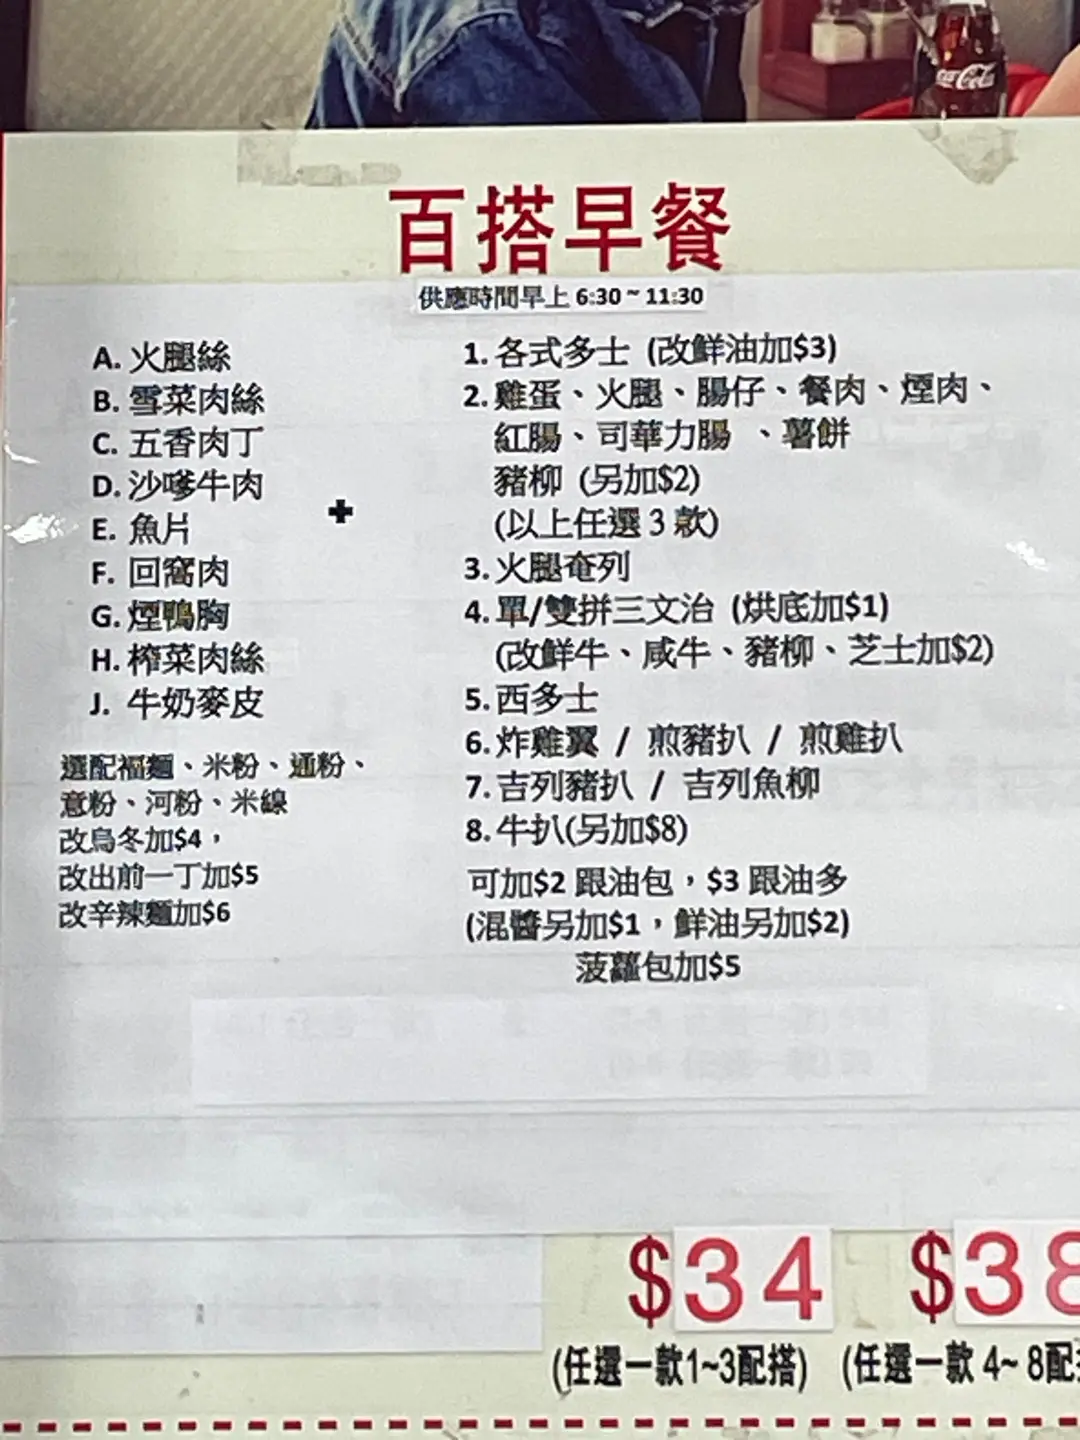 Coca-Cola
百搭早餐
供應時間早上 6:30 ~ 11:30
A. 火腿絲
B. 雪菜肉絲
C. 五香肉丁
D. 沙嗲牛肉
E. 魚片
F. 回窩肉
G. 煙鴨胸
H. 榨菜肉絲
J. 牛奶麥皮
選配福麵、米粉、通粉、
意粉、河粉、米線
改烏冬加$4，
改出前一丁加$5
改辛辣麵加$6
+
1. 各式多士 (改鮮油加$3)
2. 雞蛋、火腿、腸仔、餐肉、煙肉、
紅腸、司華力腸 、薯餅
豬柳 (另加$2)
(以上任選 3 款)
3. 火腿奄列
4. 單/雙拼三文治 (烘底加$1)
(改鮮牛、咸牛、豬柳、芝士加$2)
5. 西多士
6. 炸雞翼 / 煎豬扒 / 煎雞扒
7. 吉列豬扒 / 吉列魚柳
8. 牛扒(另加$8)
可加$2 跟油包，$3 跟油多
(混醬另加$1，鮮油另加$2)
菠蘿包加$5
$34
(任選一款1~3配搭)
$38
(任選一款 4~ 8配